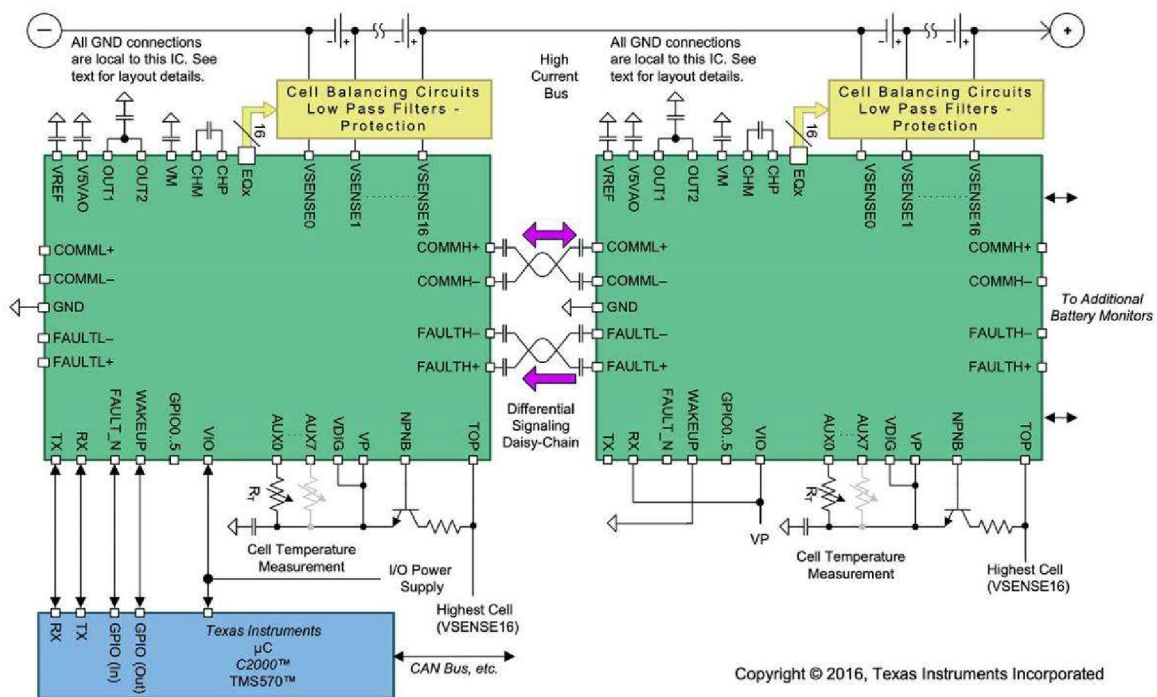 −
+
− + − +
− + − +
All GND connections
are local to this IC. See
text for layout details.
High
Current
Bus
All GND connections
are local to this IC. See
text for layout details.
Cell Balancing Circuits
Low Pass Filters -
Protection
Cell Balancing Circuits
Low Pass Filters -
Protection
16
16
VREF
V5VAO
OUT1
OUT2
VM
CHM
CHP
EQx
VSENSE0
VSENSE1
VSENSE16
VREF
V5VAO
OUT1
OUT2
VM
CHM
CHP
EQx
VSENSE0
VSENSE1
VSENSE16
COMML+
COMML–
GND
FAULTL–
FAULTL+
COMMH+
COMMH–
FAULTH–
FAULTH+
COMML+
COMML–
GND
FAULTL–
FAULTL+
COMMH+
COMMH–
FAULTH–
FAULTH+
To Additional
Battery Monitors
Differential
Signaling
Daisy-Chain
TX
RX
FAULT_N
WAKEUP
GPIO0..5
VIO
AUX0
AUX7
VDIG
VP
NPNB
TOP
TX
RX
FAULT_N
WAKEUP
GPIO0..5
VIO
AUX0
AUX7
VDIG
VP
NPNB
TOP
RT
RT
VP
Cell Temperature
Measurement
Cell Temperature
Measurement
I/O Power
Supply
Highest Cell
(VSENSE16)
Highest Cell
(VSENSE16)
RX
TX
GPIO (In)
GPIO (Out)
Texas Instruments
µC
C2000™
TMS570™
CAN Bus, etc.
Copyright © 2016, Texas Instruments Incorporated